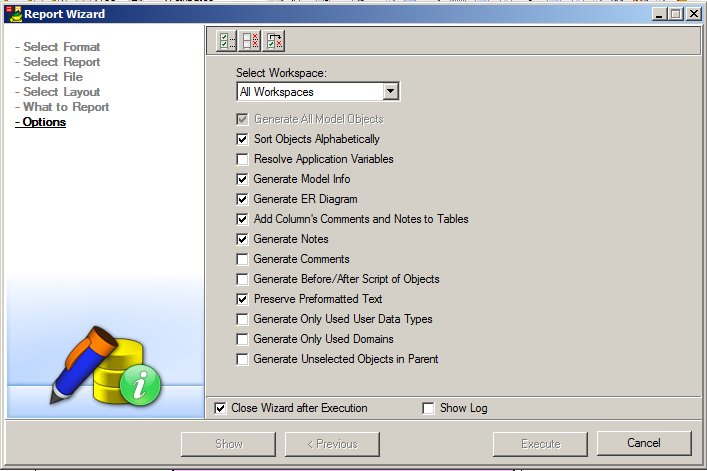 Report Wizard
- Select Format
- Select Report
- Select File
- Select Layout
- What to Report
- Options
Select Workspace:
All Workspaces
Generate All Model Objects
Sort Objects Alphabetically
Resolve Application Variables
Generate Model Info
Generate ER Diagram
Add Column's Comments and Notes to Tables
Generate Notes
Generate Comments
Generate Before/After Script of Objects
Preserve Preformatted Text
Generate Only Used User Data Types
Generate Only Used Domains
Generate Unselected Objects in Parent
Close Wizard after Execution Show Log
Show < Previous Execute Cancel